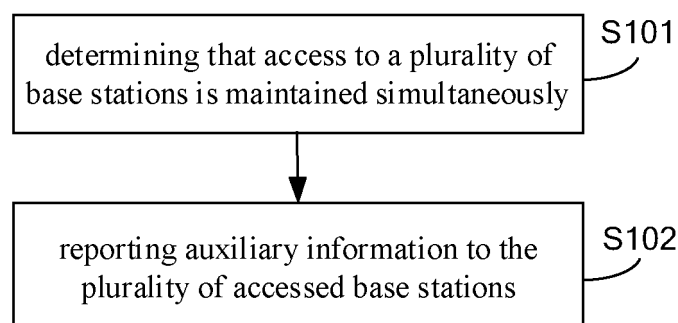 determining that access to a plurality of
base stations is maintained simultaneously
S101
reporting auxiliary information to the
plurality of accessed base stations
S102